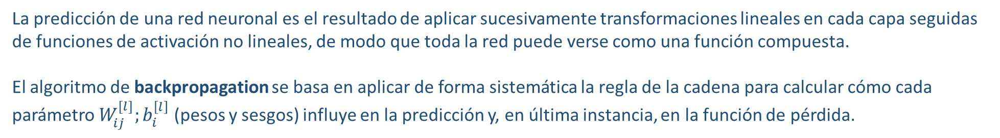 La predicción de una red neuronal es el resultado de aplicar sucesivamente transformaciones lineales en cada capa seguidas
de funciones de activación no lineales, de modo que toda la red puede verse como una función compuesta.
El algoritmo de backpropagation se basa en aplicar de forma sistemática la regla de la cadena para calcular cómo cada
parámetro $W_{ij}^{[l]}; b_i^{[l]}$ (pesos y sesgos) influye en la predicción y, en última instancia, en la función de pérdida.